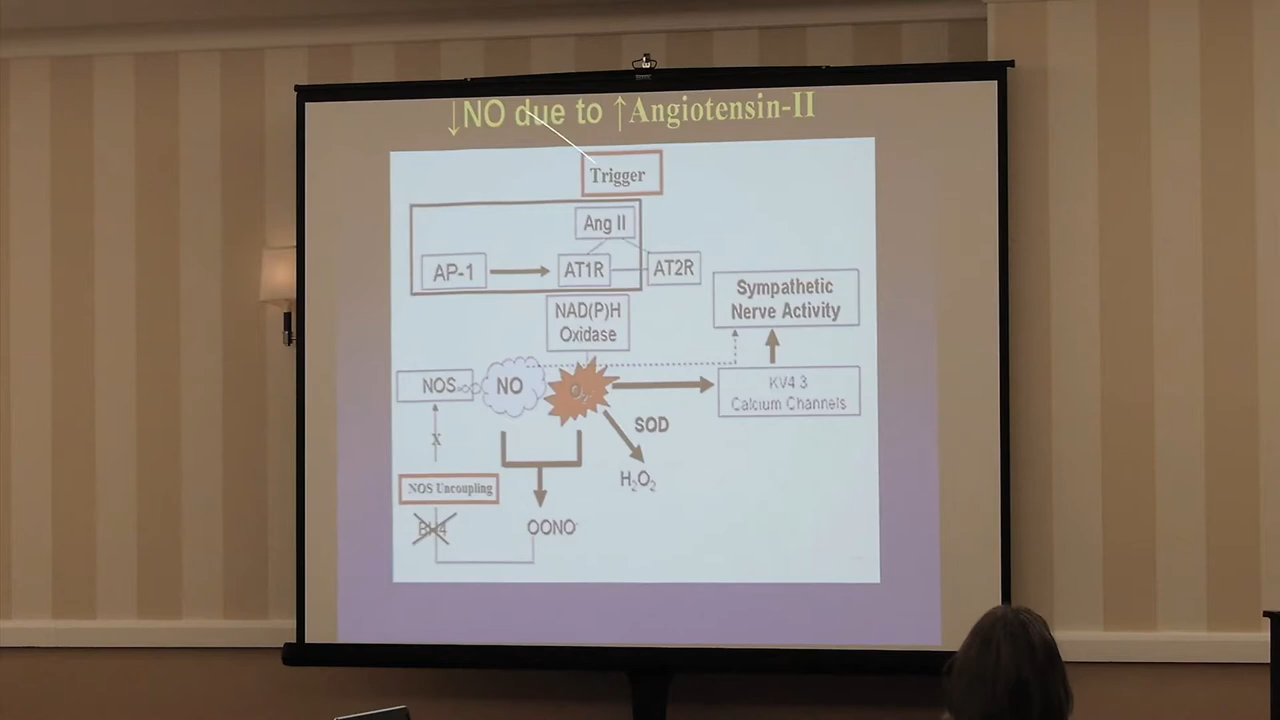 ↓NO due to ↑Angiotensin-II
Trigger
Ang II
AP-1
AT1R
AT2R
NAD(P)H
Oxidase
Sympathetic
Nerve Activity
NOS
NO
O₂⁻
KV4.3
Calcium Channels
SOD
X
H₂O₂
NOS Uncoupling
BH4
OONO⁻